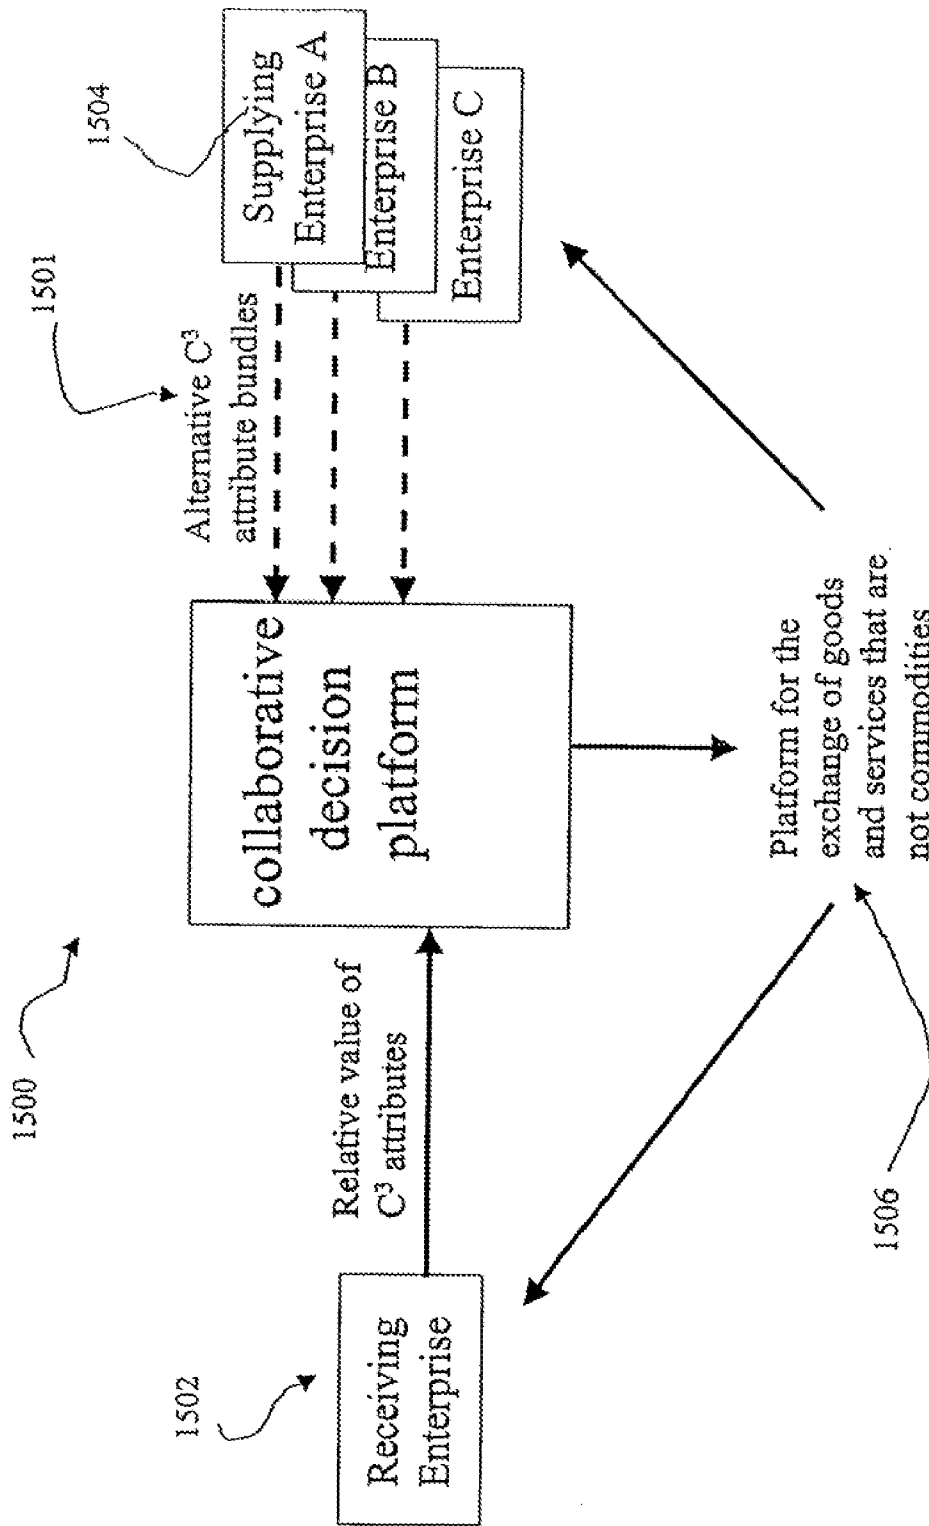 1500
1502
Receiving
Enterprise
Relative value of
C³ attributes
collaborative
decision
platform
1501
Alternative C³
attribute bundles
1504
Supplying
Enterprise A
Enterprise B
Enterprise C
Platform for the
exchange of goods
and services that are
not commodities
1506